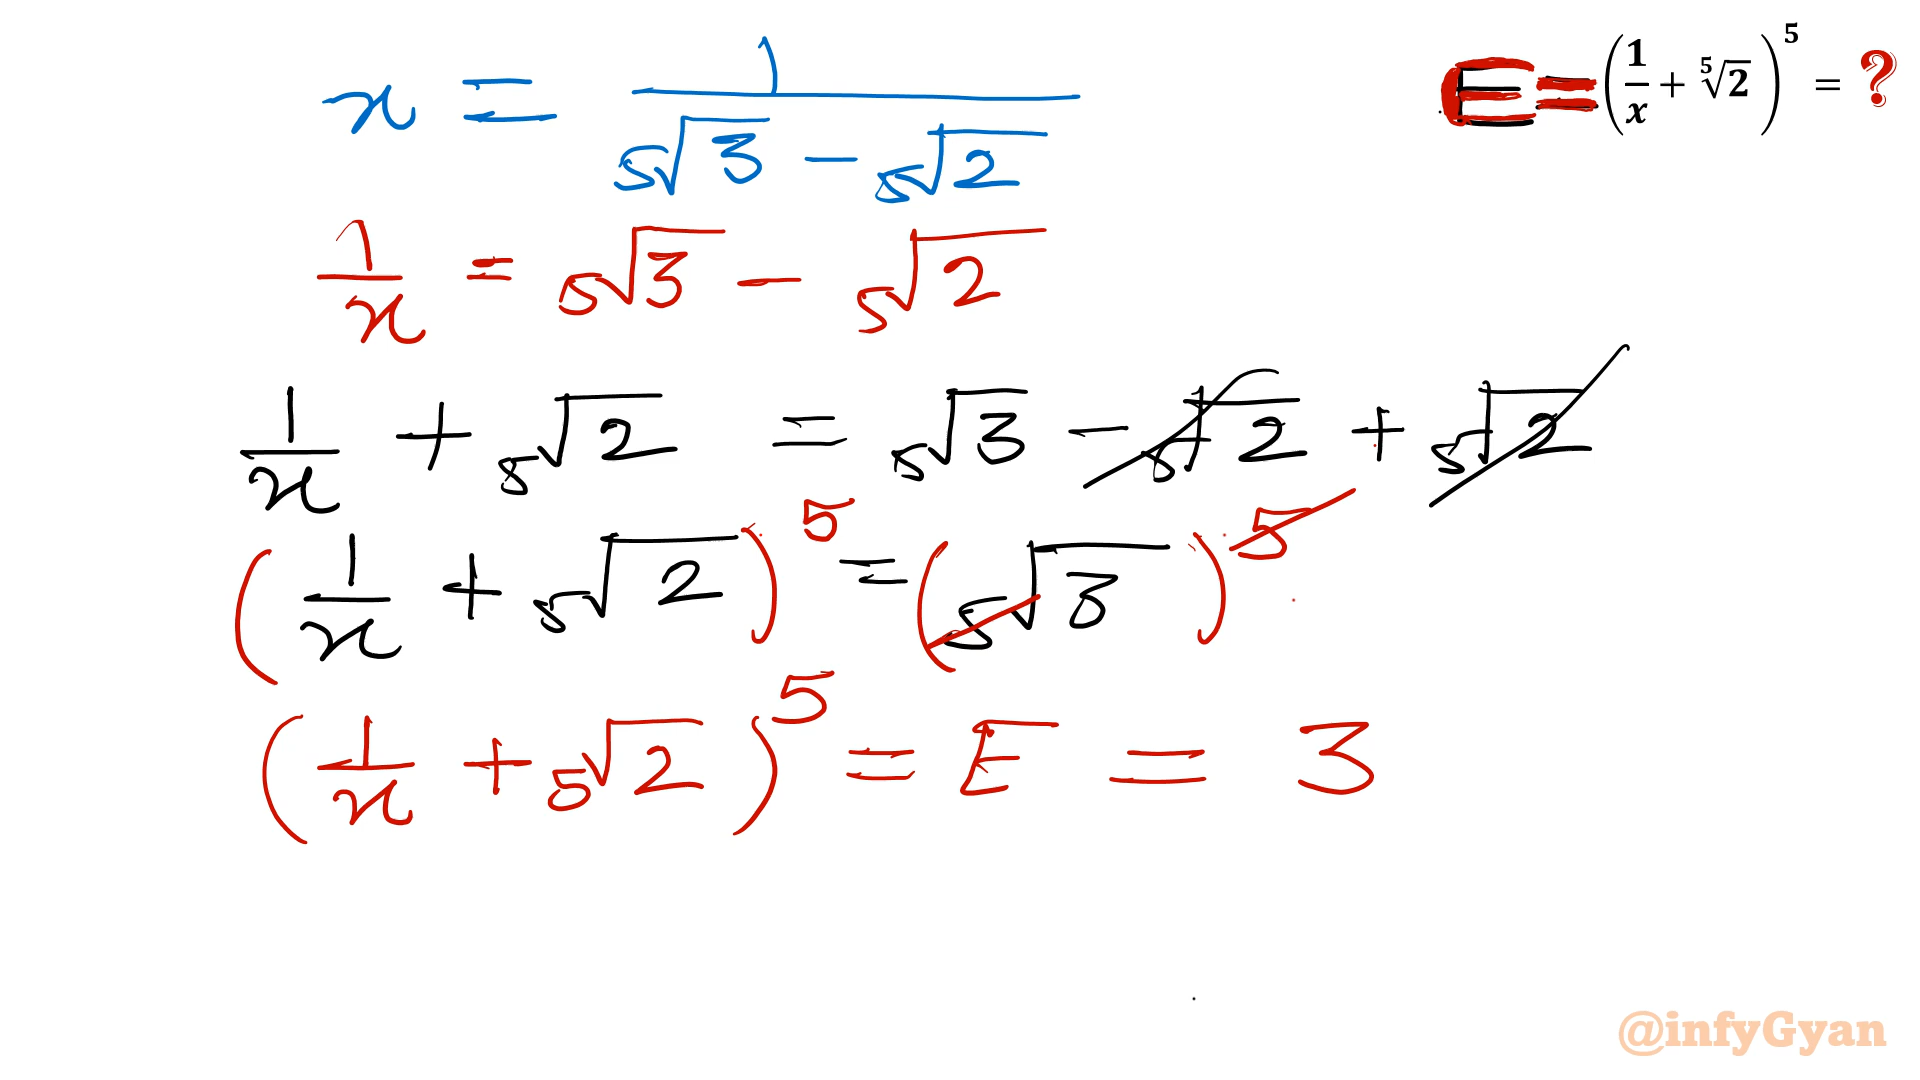 x = 1/(⁵√3 − ⁵√2)
E = (1/x + ⁵√2)⁵ = ?
1/x = ⁵√3 − ⁵√2
1/x + ⁵√2 = ⁵√3 − ⁵√2 + ⁵√2
(1/x + ⁵√2)⁵ = (⁵√3)⁵
(1/x + ⁵√2)⁵ = E = 3
@infyGyan